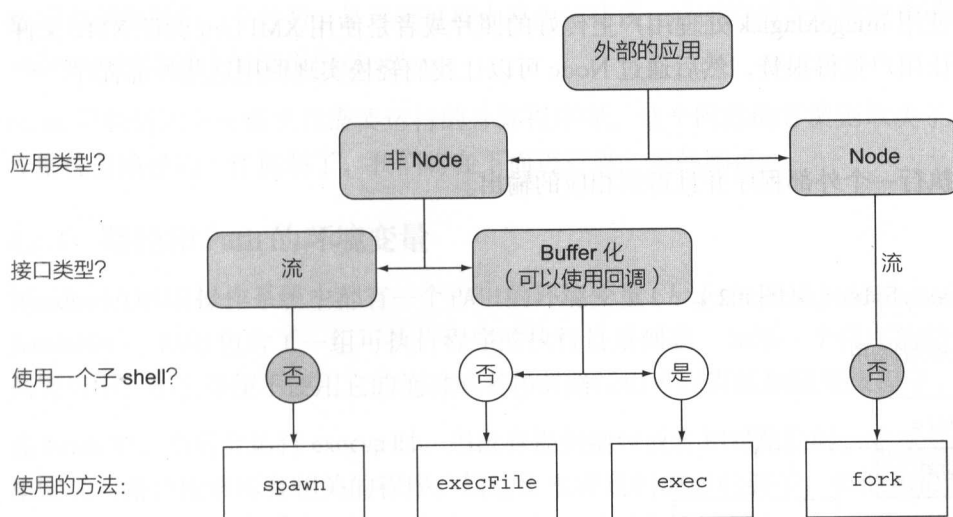 外部的应用
应用类型？
非 Node
Node
接口类型？
流
Buffer 化
（可以使用回调）
流
使用一个子 shell？
否
否
是
否
使用的方法：
spawn
execFile
exec
fork